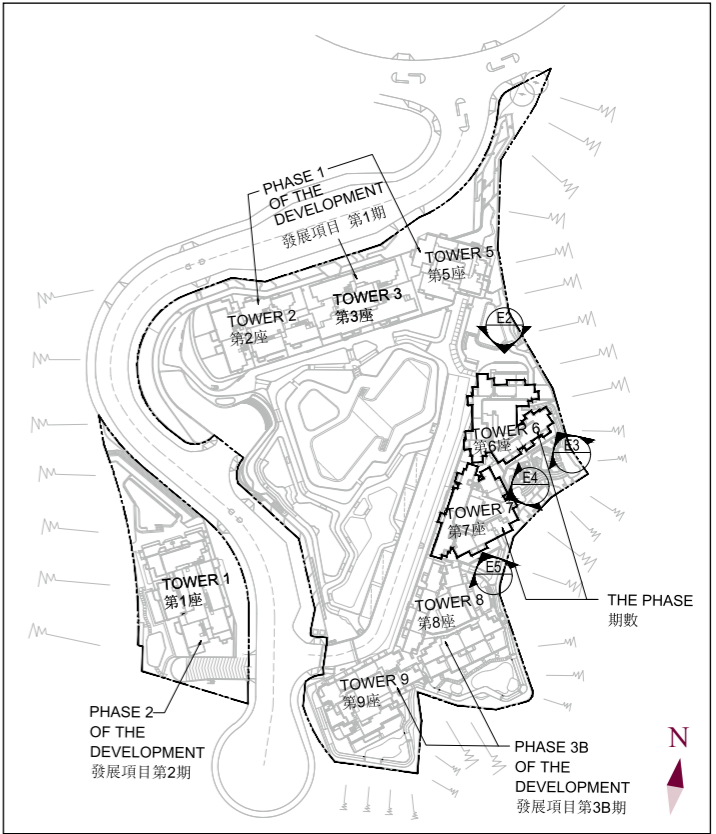 PHASE 1
OF THE
DEVELOPMENT
發展項目 第1期
TOWER 5
第5座
TOWER 3
第3座
TOWER 2
第2座
E2
TOWER 6
第6座
E3
E4
TOWER 7
第7座
E5
TOWER 1
第1座
TOWER 8
第8座
THE PHASE
期數
TOWER 9
第9座
PHASE 2
OF THE
DEVELOPMENT
發展項目第2期
PHASE 3B
OF THE
DEVELOPMENT
發展項目第3B期
N